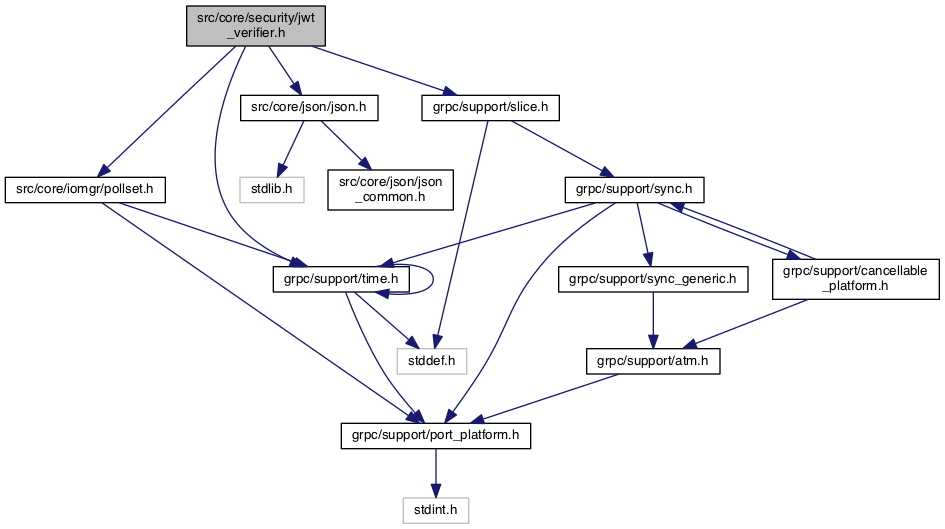 src/core/security/jwt
_verifier.h
src/core/json/json.h
grpc/support/slice.h
src/core/iomgr/pollset.h
stdlib.h
src/core/json/json
_common.h
grpc/support/sync.h
grpc/support/time.h
grpc/support/sync_generic.h
grpc/support/cancellable
_platform.h
stddef.h
grpc/support/atm.h
grpc/support/port_platform.h
stdint.h